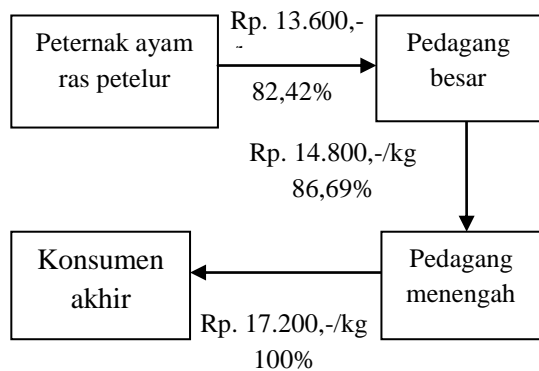 Peternak ayam
ras petelur
Rp. 13.600,-
82,42%
Pedagang
besar
Rp. 14.800,-/kg
86,69%
Pedagang
menengah
Konsumen
akhir
Rp. 17.200,-/kg
100%